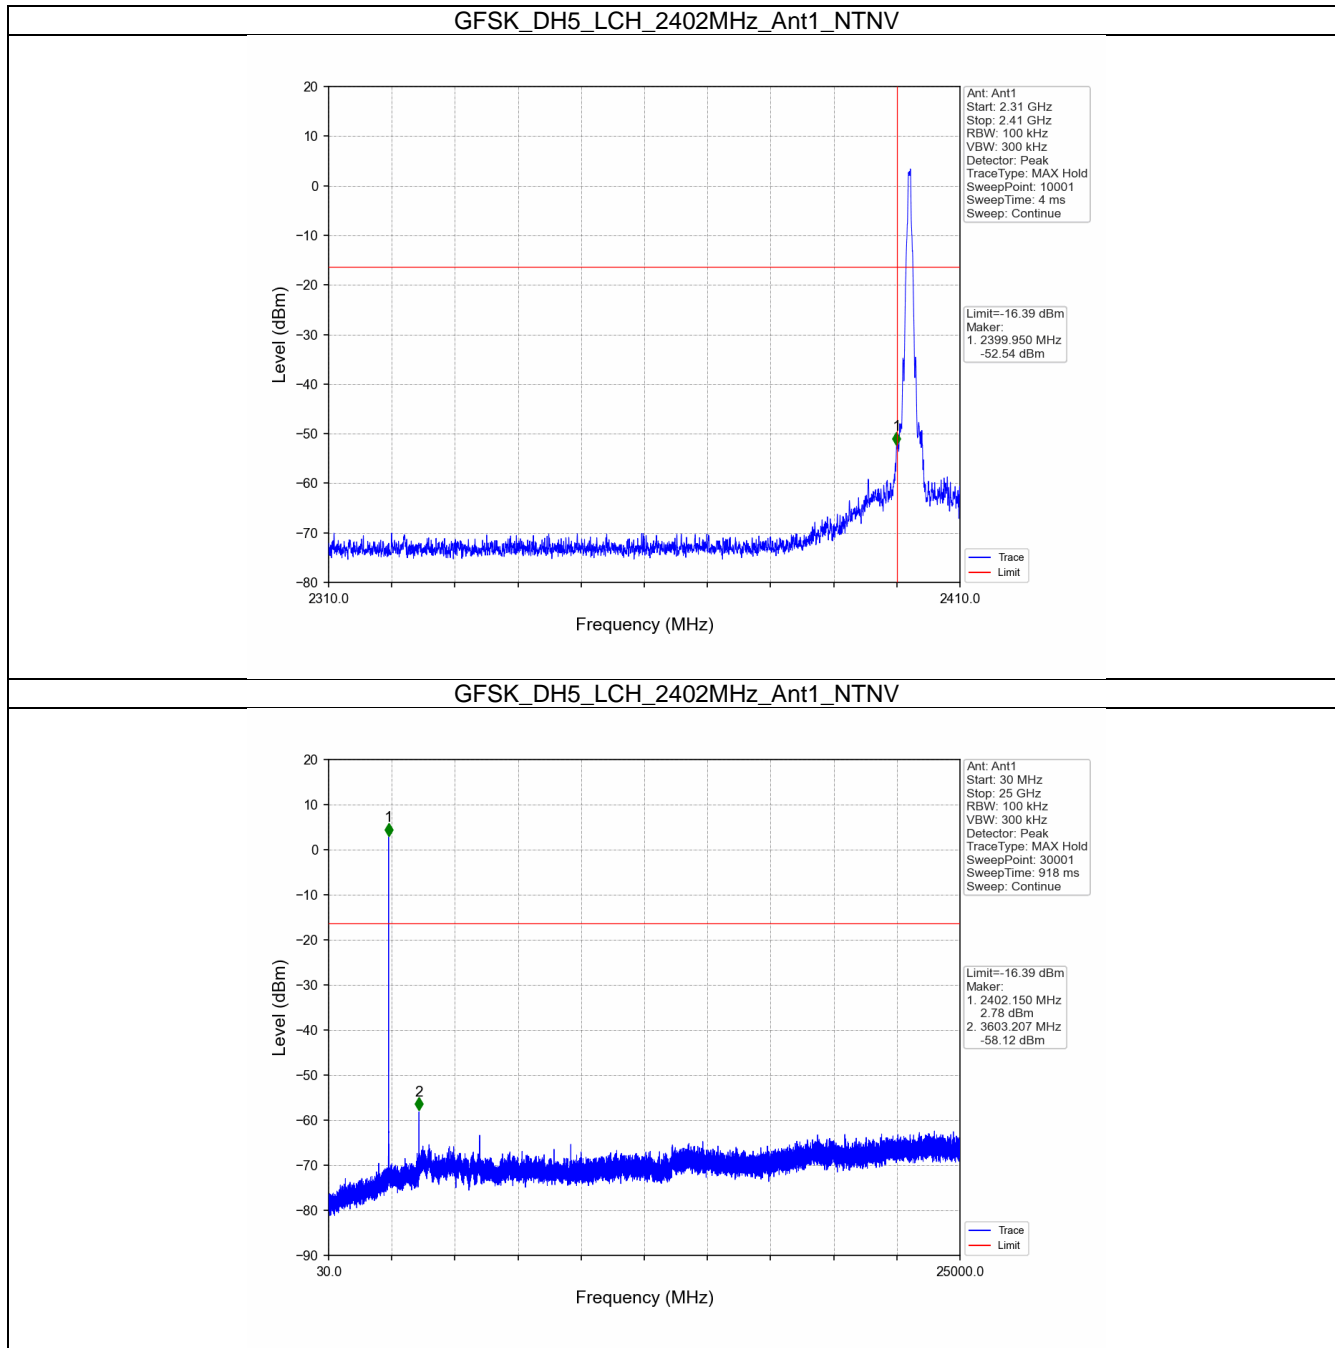 GFSK_DH5_LCH_2402MHz_Ant1_NTNV
20
10
0
−10
−20
−30
−40
−50
−60
−70
−80
Level (dBm)
2310.0
2410.0
Frequency (MHz)
1
Ant: Ant1
Start: 2.31 GHz
Stop: 2.41 GHz
RBW: 100 kHz
VBW: 300 kHz
Detector: Peak
TraceType: MAX Hold
SweepPoint: 10001
SweepTime: 4 ms
Sweep: Continue
Limit=-16.39 dBm
Maker:
1. 2399.950 MHz
-52.54 dBm
Trace
Limit
GFSK_DH5_LCH_2402MHz_Ant1_NTNV
20
10
0
−10
−20
−30
−40
−50
−60
−70
−80
−90
Level (dBm)
30.0
25000.0
Frequency (MHz)
1
2
Ant: Ant1
Start: 30 MHz
Stop: 25 GHz
RBW: 100 kHz
VBW: 300 kHz
Detector: Peak
TraceType: MAX Hold
SweepPoint: 30001
SweepTime: 918 ms
Sweep: Continue
Limit=-16.39 dBm
Maker:
1. 2402.150 MHz
2.78 dBm
2. 3603.207 MHz
-58.12 dBm
Trace
Limit